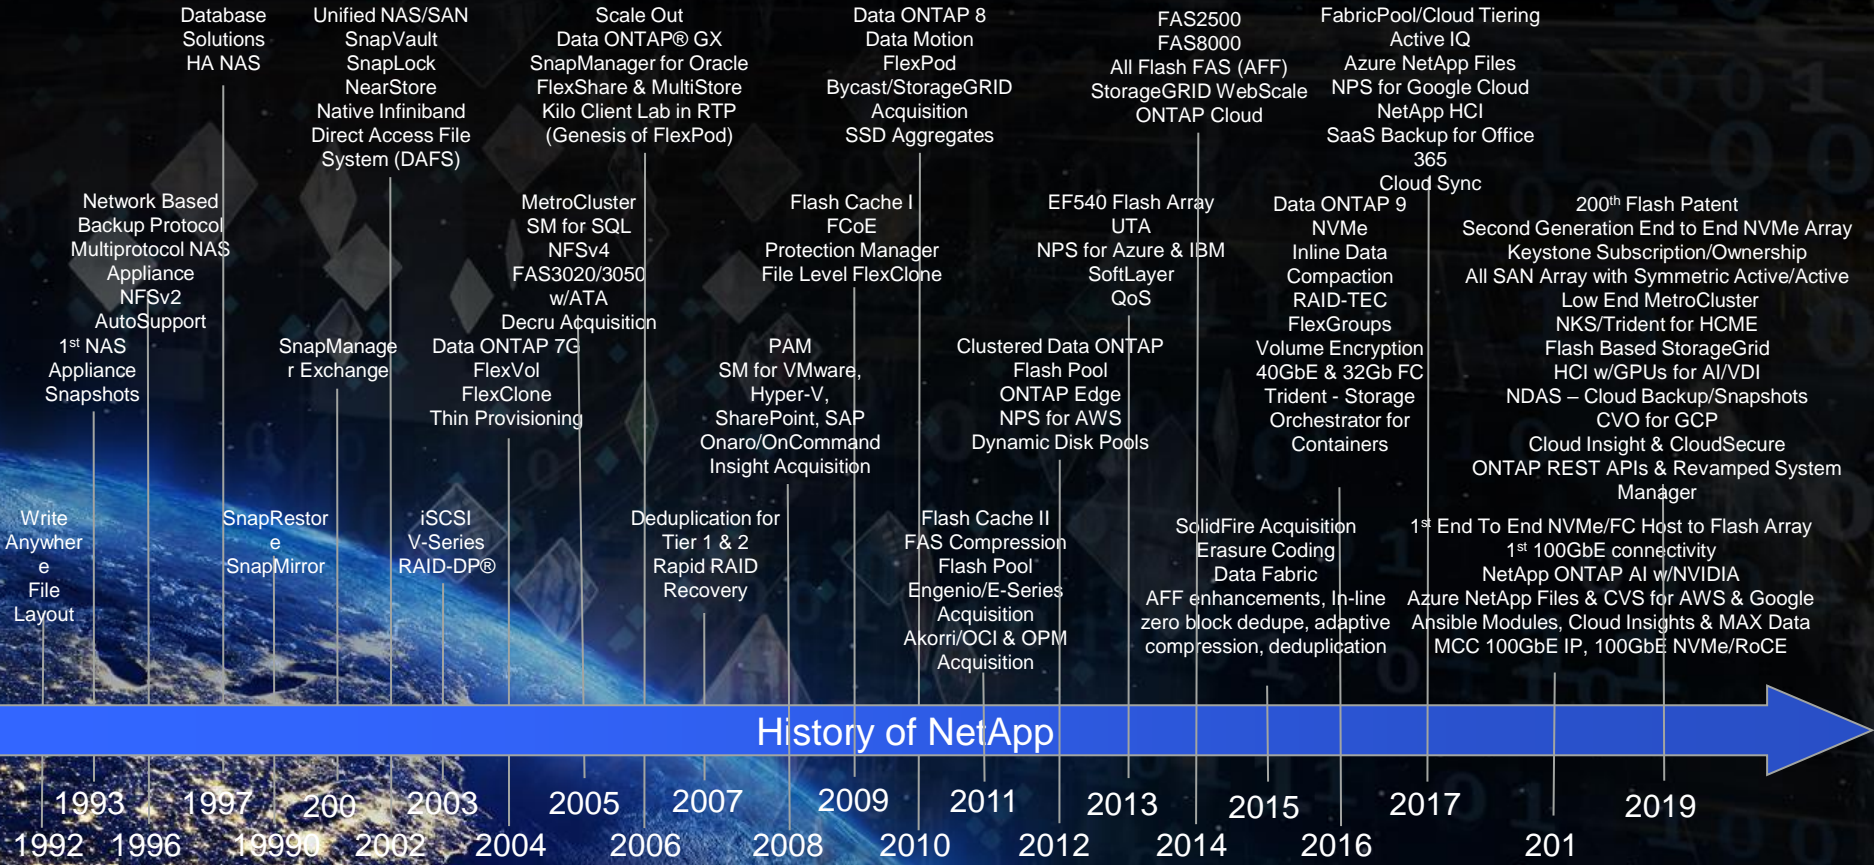 Database
Solutions
HA NAS
Unified NAS/SAN
SnapVault
SnapLock
NearStore
Native Infiniband
Direct Access File
System (DAFS)
Scale Out
Data ONTAP® GX
SnapManager for Oracle
FlexShare & MultiStore
Kilo Client Lab in RTP
(Genesis of FlexPod)
Data ONTAP 8
Data Motion
FlexPod
Bycast/StorageGRID
Acquisition
SSD Aggregates
FAS2500
FAS8000
All Flash FAS (AFF)
StorageGRID WebScale
ONTAP Cloud
FabricPool/Cloud Tiering
Active IQ
Azure NetApp Files
NPS for Google Cloud
NetApp HCI
SaaS Backup for Office
365
Cloud Sync
Network Based
Backup Protocol
Multiprotocol NAS
Appliance
NFSv2
AutoSupport
MetroCluster
SM for SQL
NFSv4
FAS3020/3050
w/ATA
Decru Acquisition
Flash Cache I
FCoE
Protection Manager
File Level FlexClone
EF540 Flash Array
UTA
NPS for Azure & IBM
SoftLayer
QoS
Data ONTAP 9
NVMe
Inline Data
Compaction
RAID-TEC
FlexGroups
Volume Encryption
40GbE & 32Gb FC
Trident - Storage
Orchestrator for
Containers
200th Flash Patent
Second Generation End to End NVMe Array
Keystone Subscription/Ownership
All SAN Array with Symmetric Active/Active
Low End MetroCluster
NKS/Trident for HCME
Flash Based StorageGrid
HCI w/GPUs for AI/VDI
NDAS – Cloud Backup/Snapshots
CVO for GCP
Cloud Insight & CloudSecure
ONTAP REST APIs & Revamped System
Manager
1st NAS
Appliance
Snapshots
SnapManage
r Exchange
Data ONTAP 7G
FlexVol
FlexClone
Thin Provisioning
PAM
SM for VMware,
Hyper-V,
SharePoint, SAP
Onaro/OnCommand
Insight Acquisition
Clustered Data ONTAP
Flash Pool
ONTAP Edge
NPS for AWS
Dynamic Disk Pools
Write
Anywher
e
File
Layout
SnapRestor
e
SnapMirror
iSCSI
V-Series
RAID-DP®
Deduplication for
Tier 1 & 2
Rapid RAID
Recovery
Flash Cache II
FAS Compression
Flash Pool
Engenio/E-Series
Acquisition
Akorri/OCI & OPM
Acquisition
SolidFire Acquisition
Erasure Coding
Data Fabric
AFF enhancements, In-line
zero block dedupe, adaptive
compression, deduplication
1st End To End NVMe/FC Host to Flash Array
1st 100GbE connectivity
NetApp ONTAP AI w/NVIDIA
Azure NetApp Files & CVS for AWS & Google
Ansible Modules, Cloud Insights & MAX Data
MCC 100GbE IP, 100GbE NVMe/RoCE
History of NetApp
1993 1997 200 2003 2005 2007 2009 2011 2013 2015 2017 2019
1992 1996 19990 2002 2004 2006 2008 2010 2012 2014 2016 201